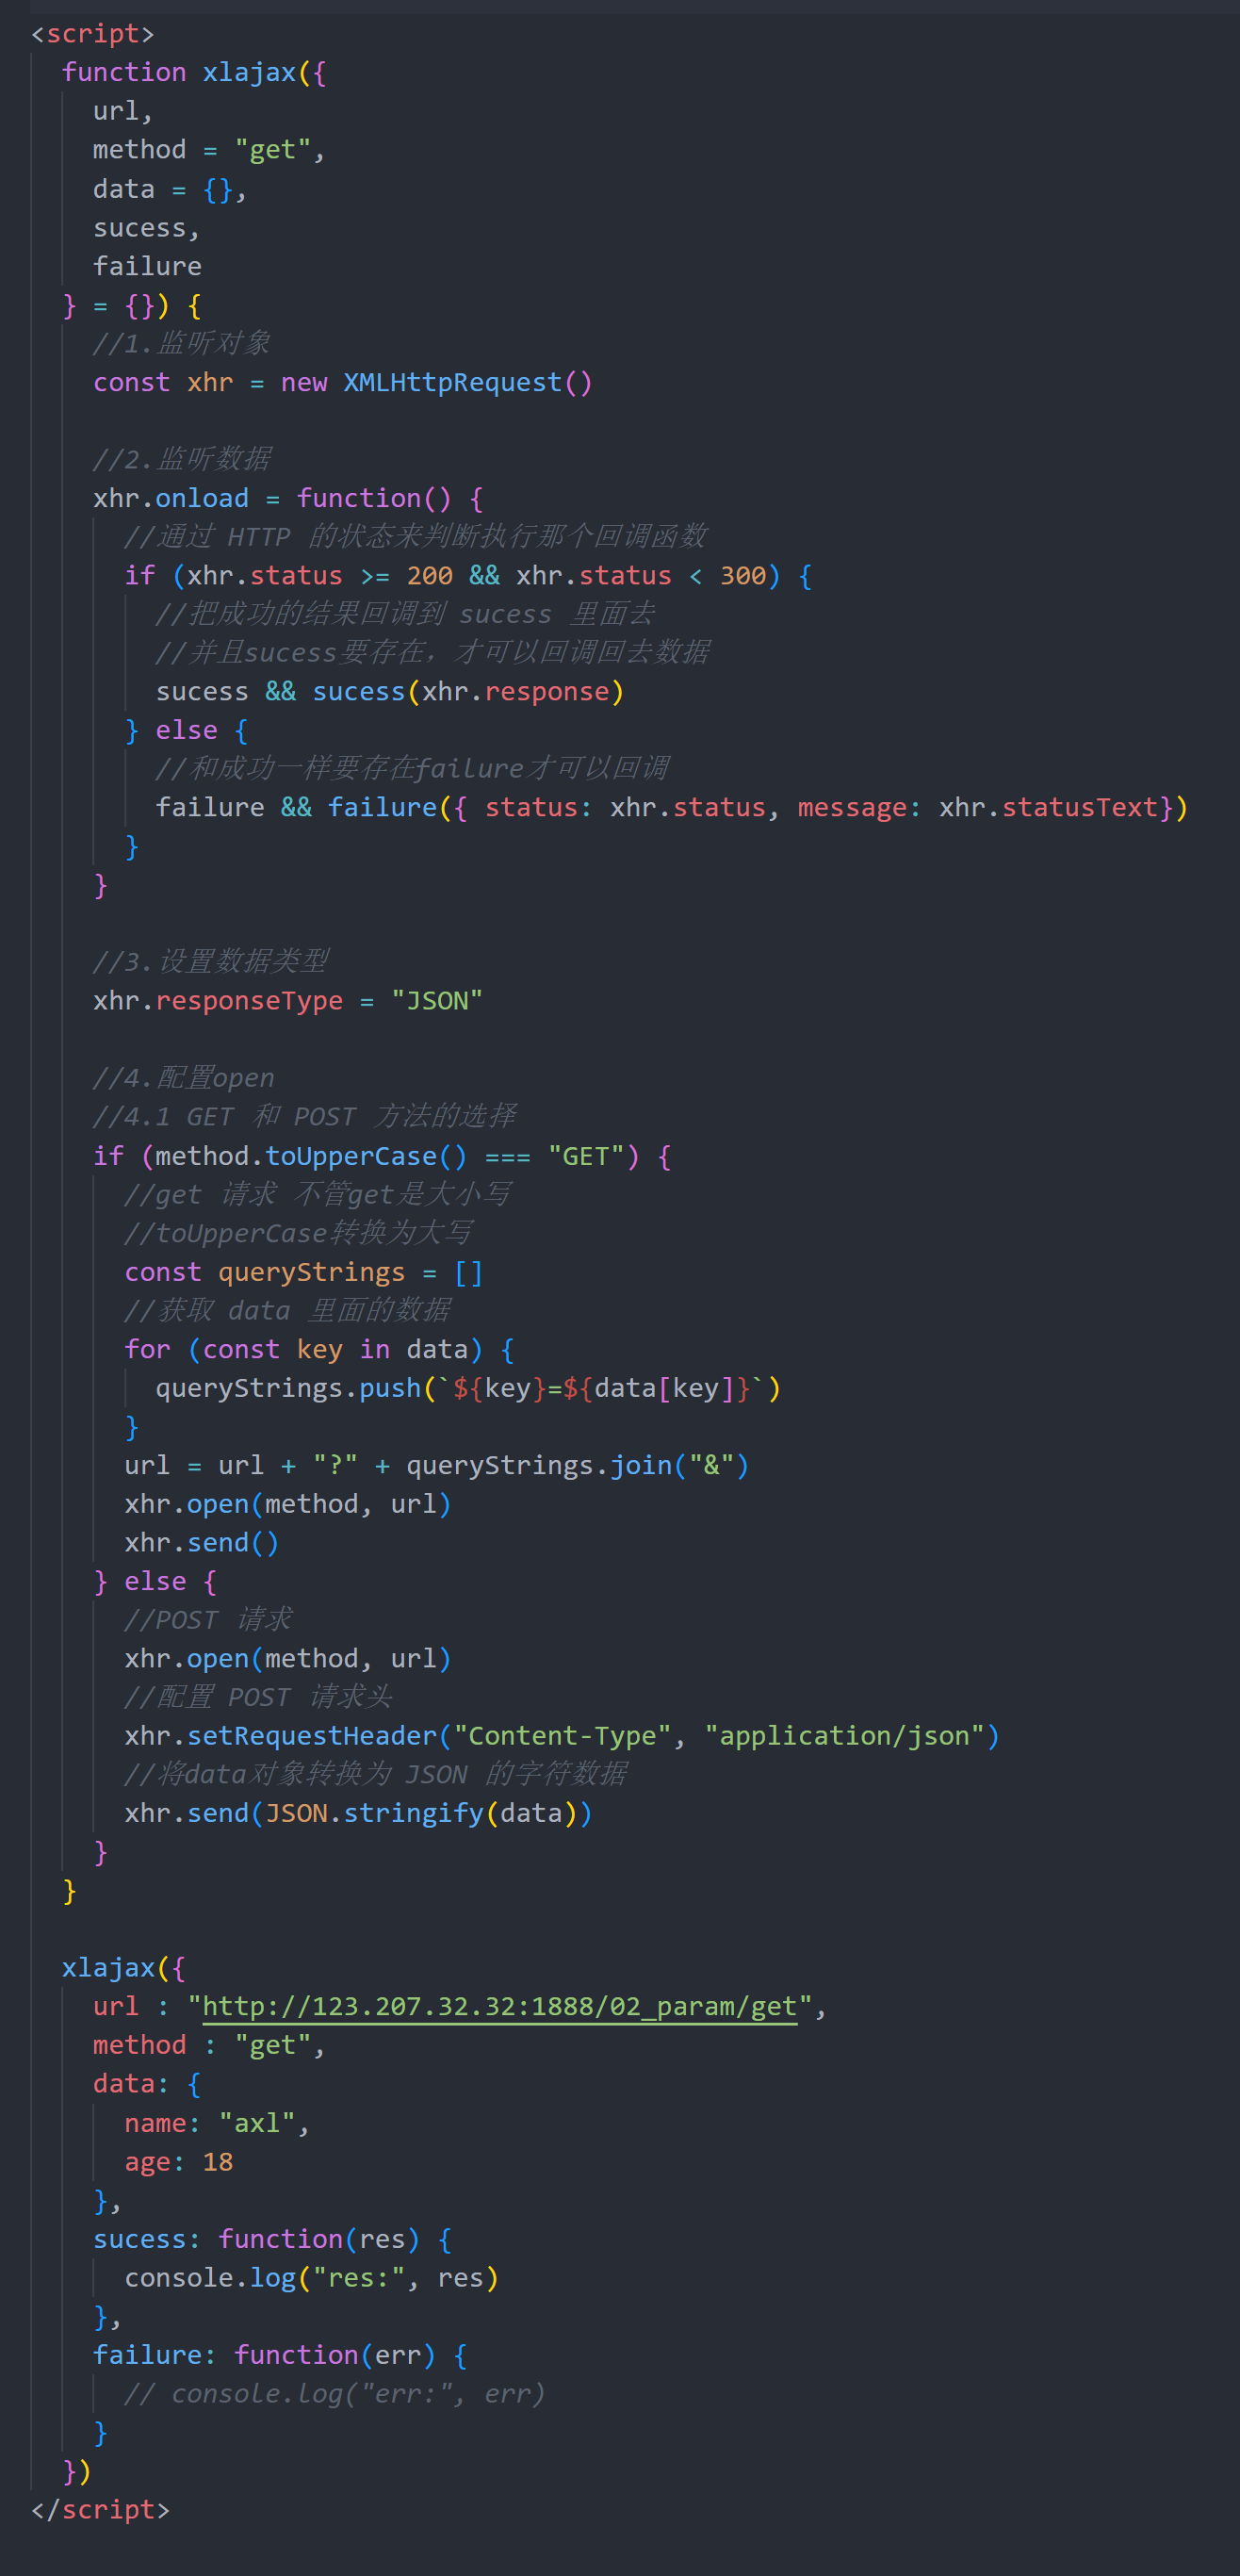 <script>
function xlajax({
url,
method = "get",
data = {},
sucess,
failure
} = {}) {
//1.监听对象
const xhr = new XMLHttpRequest()
//2.监听数据
xhr.onload = function() {
//通过 HTTP 的状态来判断执行那个回调函数
if (xhr.status >= 200 && xhr.status < 300) {
//把成功的结果回调到 sucess 里面去
//并且sucess要存在，才可以回调回去数据
sucess && sucess(xhr.response)
} else {
//和成功一样要存在failure才可以回调
failure && failure({ status: xhr.status, message: xhr.statusText})
}
}
//3.设置数据类型
xhr.responseType = "JSON"
//4.配置open
//4.1 GET 和 POST 方法的选择
if (method.toUpperCase() === "GET") {
//get 请求 不管get是大小写
//toUpperCase转换为大写
const queryStrings = []
//获取 data 里面的数据
for (const key in data) {
queryStrings.push(`${key}=${data[key]}`)
}
url = url + "?" + queryStrings.join("&")
xhr.open(method, url)
xhr.send()
} else {
//POST 请求
xhr.open(method, url)
//配置 POST 请求头
xhr.setRequestHeader("Content-Type", "application/json")
//将data对象转换为 JSON 的字符数据
xhr.send(JSON.stringify(data))
}
}
xlajax({
url : "http://123.207.32.32:1888/02_param/get",
method : "get",
data: {
name: "axl",
age: 18
},
sucess: function(res) {
console.log("res:", res)
},
failure: function(err) {
// console.log("err:", err)
}
})
</script>